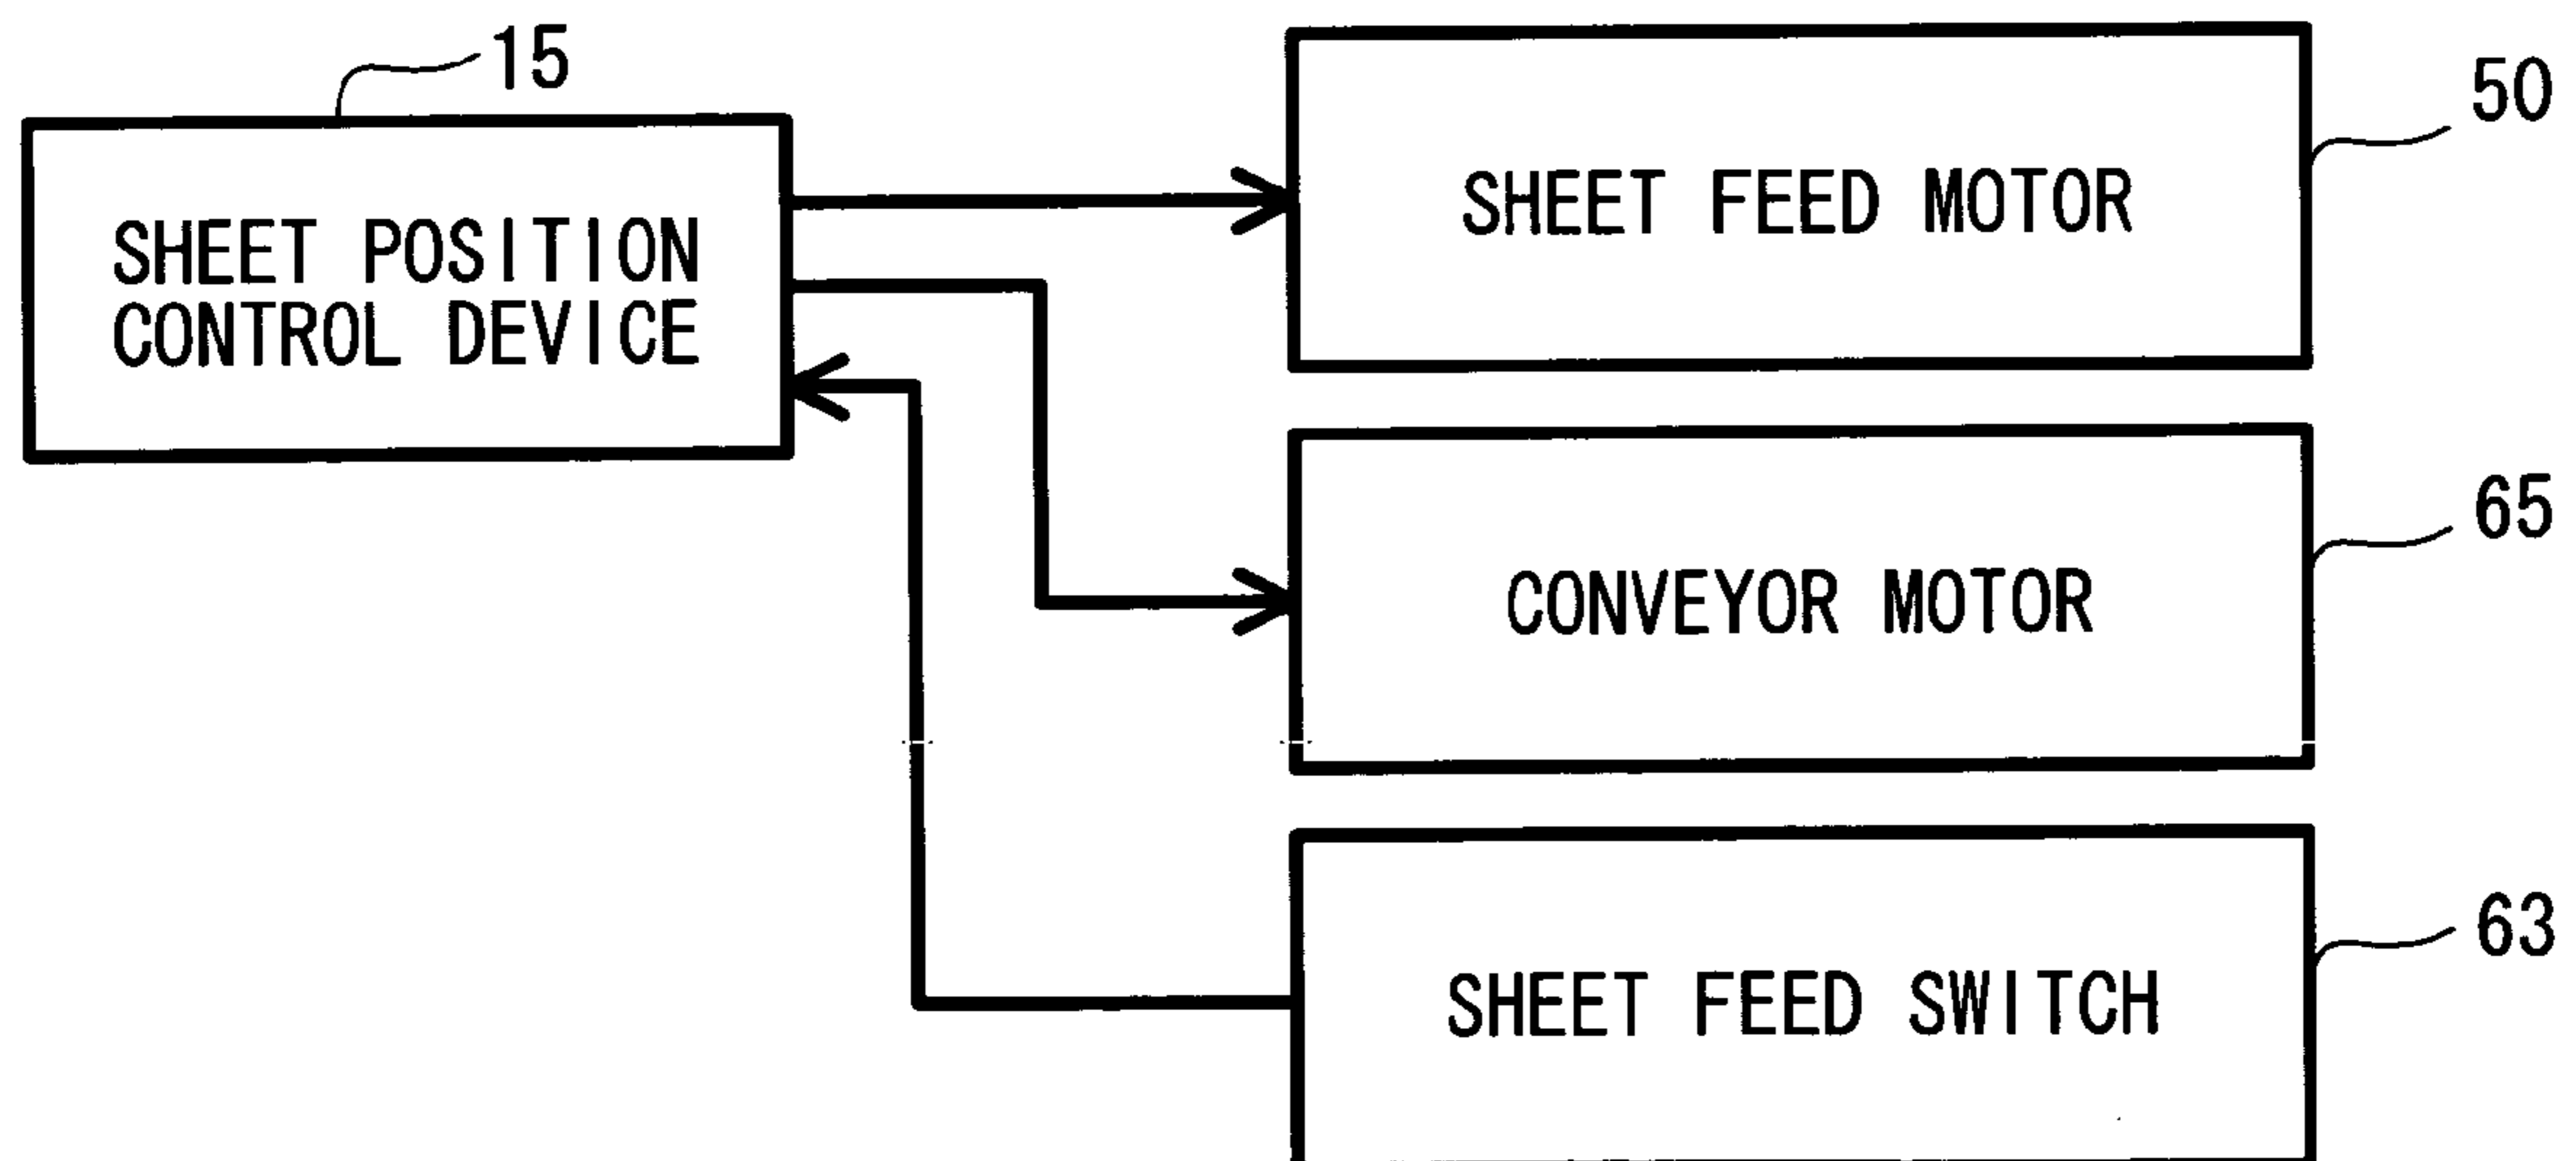 15
SHEET POSITION
CONTROL DEVICE
SHEET FEED MOTOR
50
CONVEYOR MOTOR
65
SHEET FEED SWITCH
63